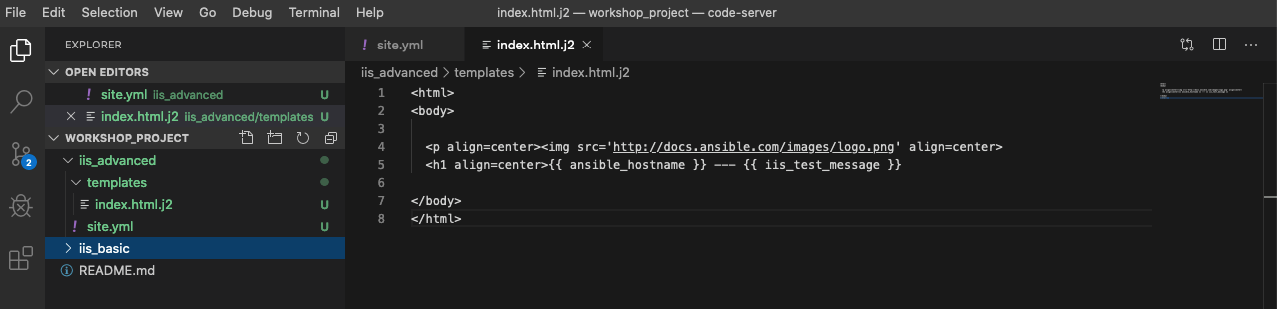 File Edit Selection View Go Debug Terminal Help index.html.j2 — workshop_project — code-server
EXPLORER
OPEN EDITORS
! site.yml iis_advanced U
index.html.j2 iis_advanced/templates U
WORKSHOP_PROJECT
iis_advanced
templates
index.html.j2 U
! site.yml U
iis_basic
README.md
2
! site.yml index.html.j2
iis_advanced > templates > index.html.j2
1 <html>
2 <body>
3
4 <p align=center><img src='http://docs.ansible.com/images/logo.png' align=center>
5 <h1 align=center>{{ ansible_hostname }} --- {{ iis_test_message }}
6
7 </body>
8 </html>